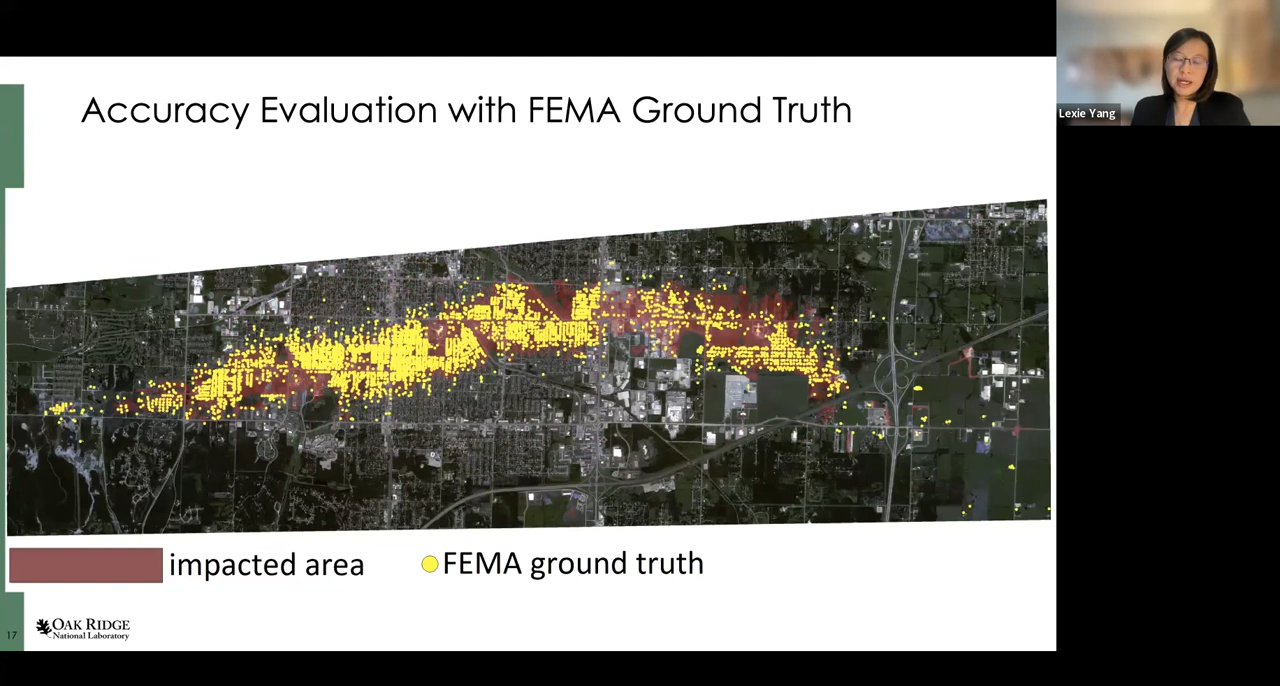 Accuracy Evaluation with FEMA Ground Truth
Lexie Yang
impacted area
FEMA ground truth
17
OAK RIDGE
National Laboratory